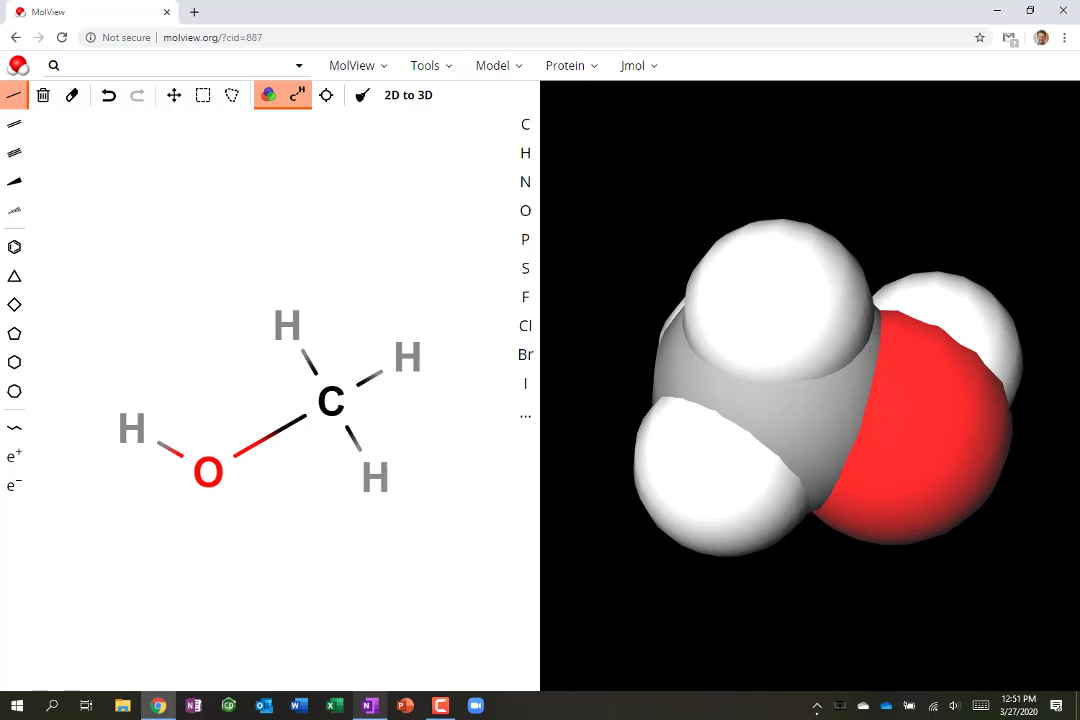 MolView
Not secure | molview.org/?cid=887
MolView Tools Model Protein Jmol
C H 2D to 3D
C
H
N
O
P
S
F
Cl
Br
I
...
e+
e−
H
H
C
H
O
H
12:51 PM
3/27/2020